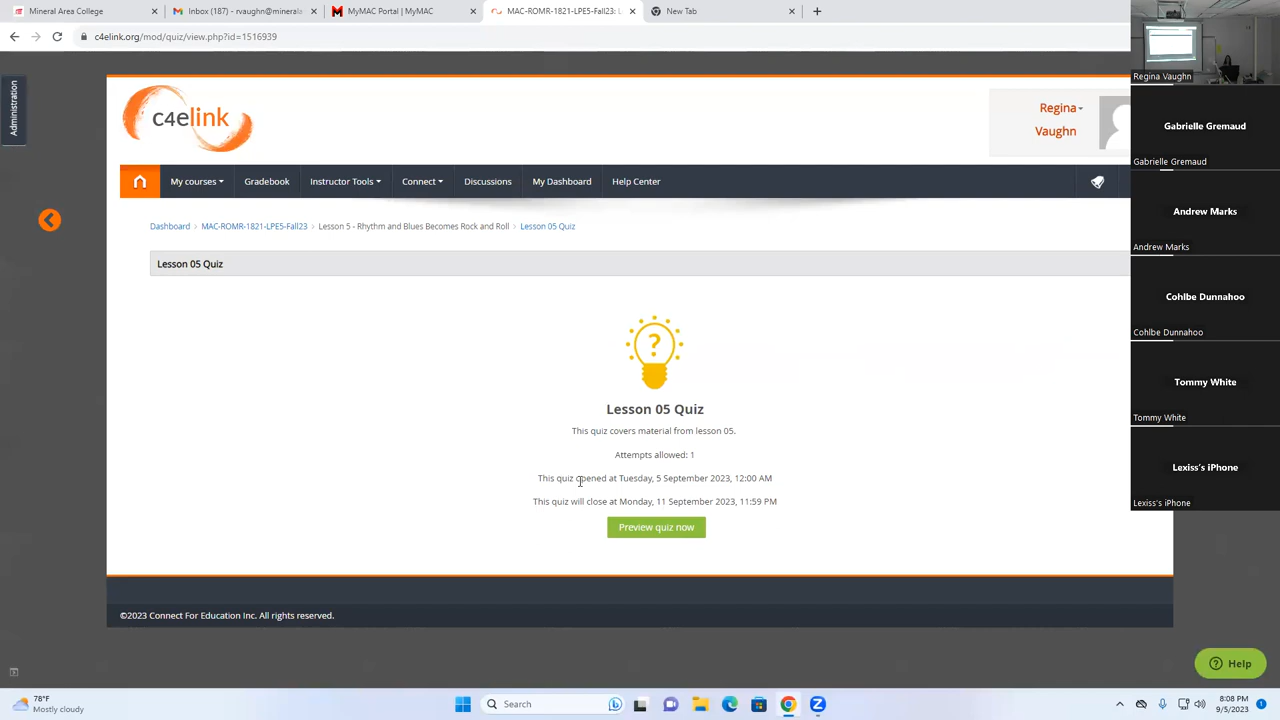 Mineral Area College
Inbox (187) - rvaughn@minerala
MyMAC Portal | MyMAC
MAC-ROMR-1821-LPE5-Fall23: L
New Tab
c4elink.org/mod/quiz/view.php?id=1516939
Administration
c4elink
Regina
Vaughn
My courses
Gradebook
Instructor Tools
Connect
Discussions
My Dashboard
Help Center
Dashboard
MAC-ROMR-1821-LPE5-Fall23
Lesson 5 - Rhythm and Blues Becomes Rock and Roll
Lesson 05 Quiz
Lesson 05 Quiz
?
Lesson 05 Quiz
This quiz covers material from lesson 05.
Attempts allowed: 1
This quiz opened at Tuesday, 5 September 2023, 12:00 AM
This quiz will close at Monday, 11 September 2023, 11:59 PM
Preview quiz now
©2023 Connect For Education Inc. All rights reserved.
Help
Regina Vaughn
Gabrielle Gremaud
Gabrielle Gremaud
Andrew Marks
Andrew Marks
Cohlbe Dunnahoo
Cohlbe Dunnahoo
Tommy White
Tommy White
Lexiss's iPhone
Lexiss's iPhone
78°F
Mostly cloudy
Search
8:08 PM
9/5/2023
1